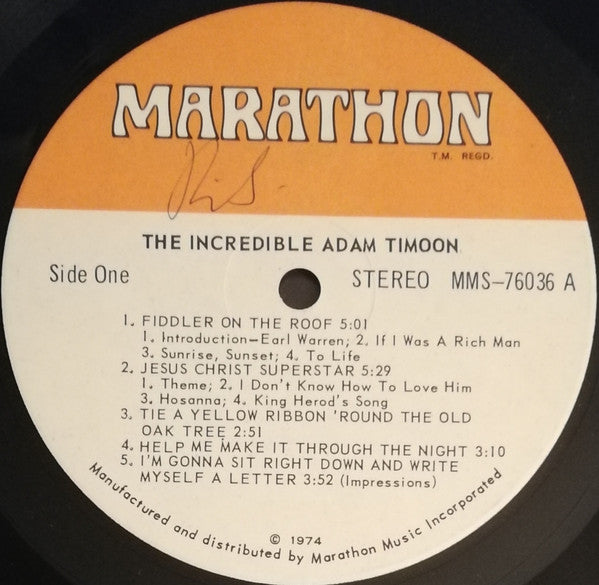 MARATHON
T.M. REGD.
THE INCREDIBLE ADAM TIMOON
Side One
STEREO MMS-76036 A
1. FIDDLER ON THE ROOF 5:01
1. Introduction-Earl Warren; 2. If I Was A Rich Man
3. Sunrise, Sunset; 4. To Life
2. JESUS CHRIST SUPERSTAR 5:29
1. Theme; 2. I Don't Know How To Love Him
3. Hosanna; 4. King Herod's Song
3. TIE A YELLOW RIBBON 'ROUND THE OLD
OAK TREE 2:51
4. HELP ME MAKE IT THROUGH THE NIGHT 3:10
5. I'M GONNA SIT RIGHT DOWN AND WRITE
MYSELF A LETTER 3:52 (Impressions)
© 1974
Manufactured and distributed by Marathon Music Incorporated